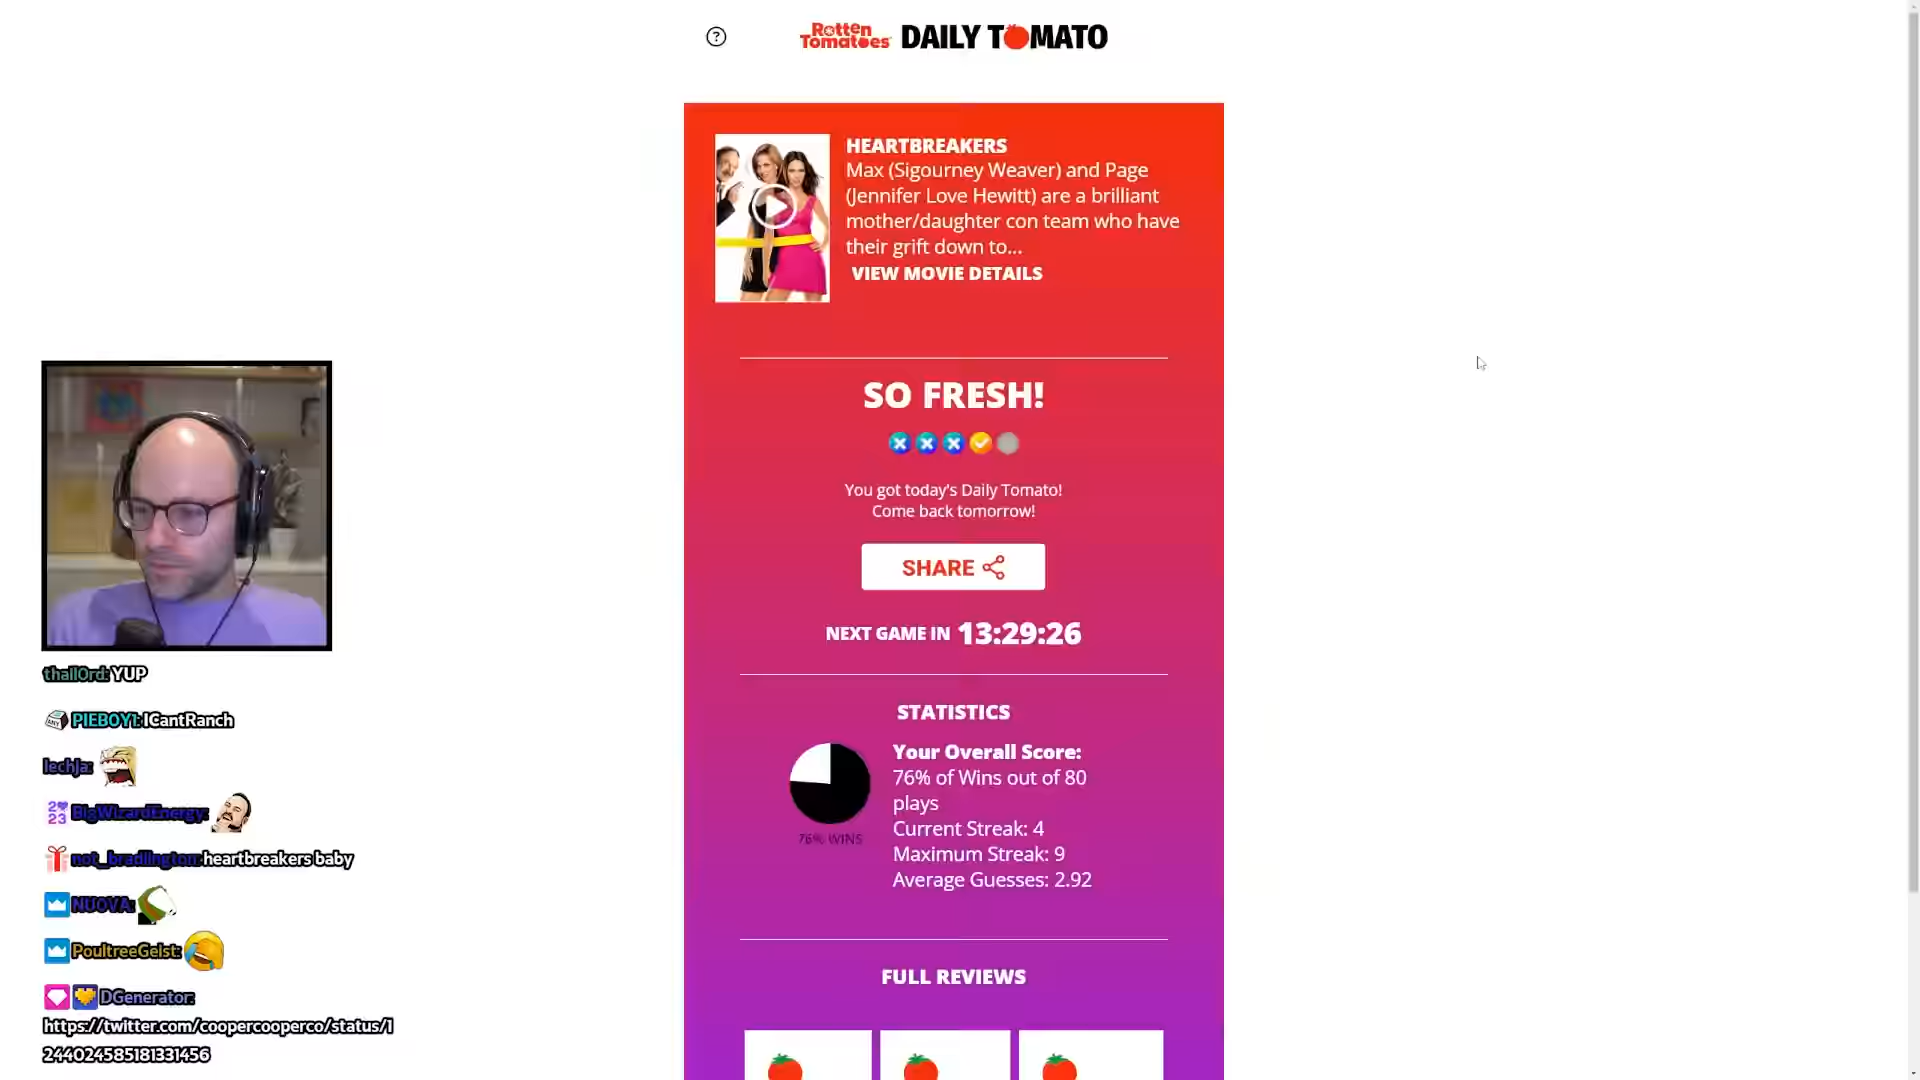 Rotten
Tomatoes
DAILY TOMATO
HEARTBREAKERS
Max (Sigourney Weaver) and Page
(Jennifer Love Hewitt) are a brilliant
mother/daughter con team who have
their grift down to...
VIEW MOVIE DETAILS
SO FRESH!
You got today's Daily Tomato!
Come back tomorrow!
SHARE
NEXT GAME IN 13:29:26
STATISTICS
Your Overall Score:
76% of Wins out of 80
plays
Current Streak: 4
Maximum Streak: 9
Average Guesses: 2.92
76% WINS
FULL REVIEWS
YUP
PIEBOY1: ICantRanch
lechja:
BigWizardEnergy:
not_bradlington: heartbreakers baby
NUOVA:
PoultreeGeist:
DGenerator:
https://twitter.com/coopercooperco/status/1
244024585181331456